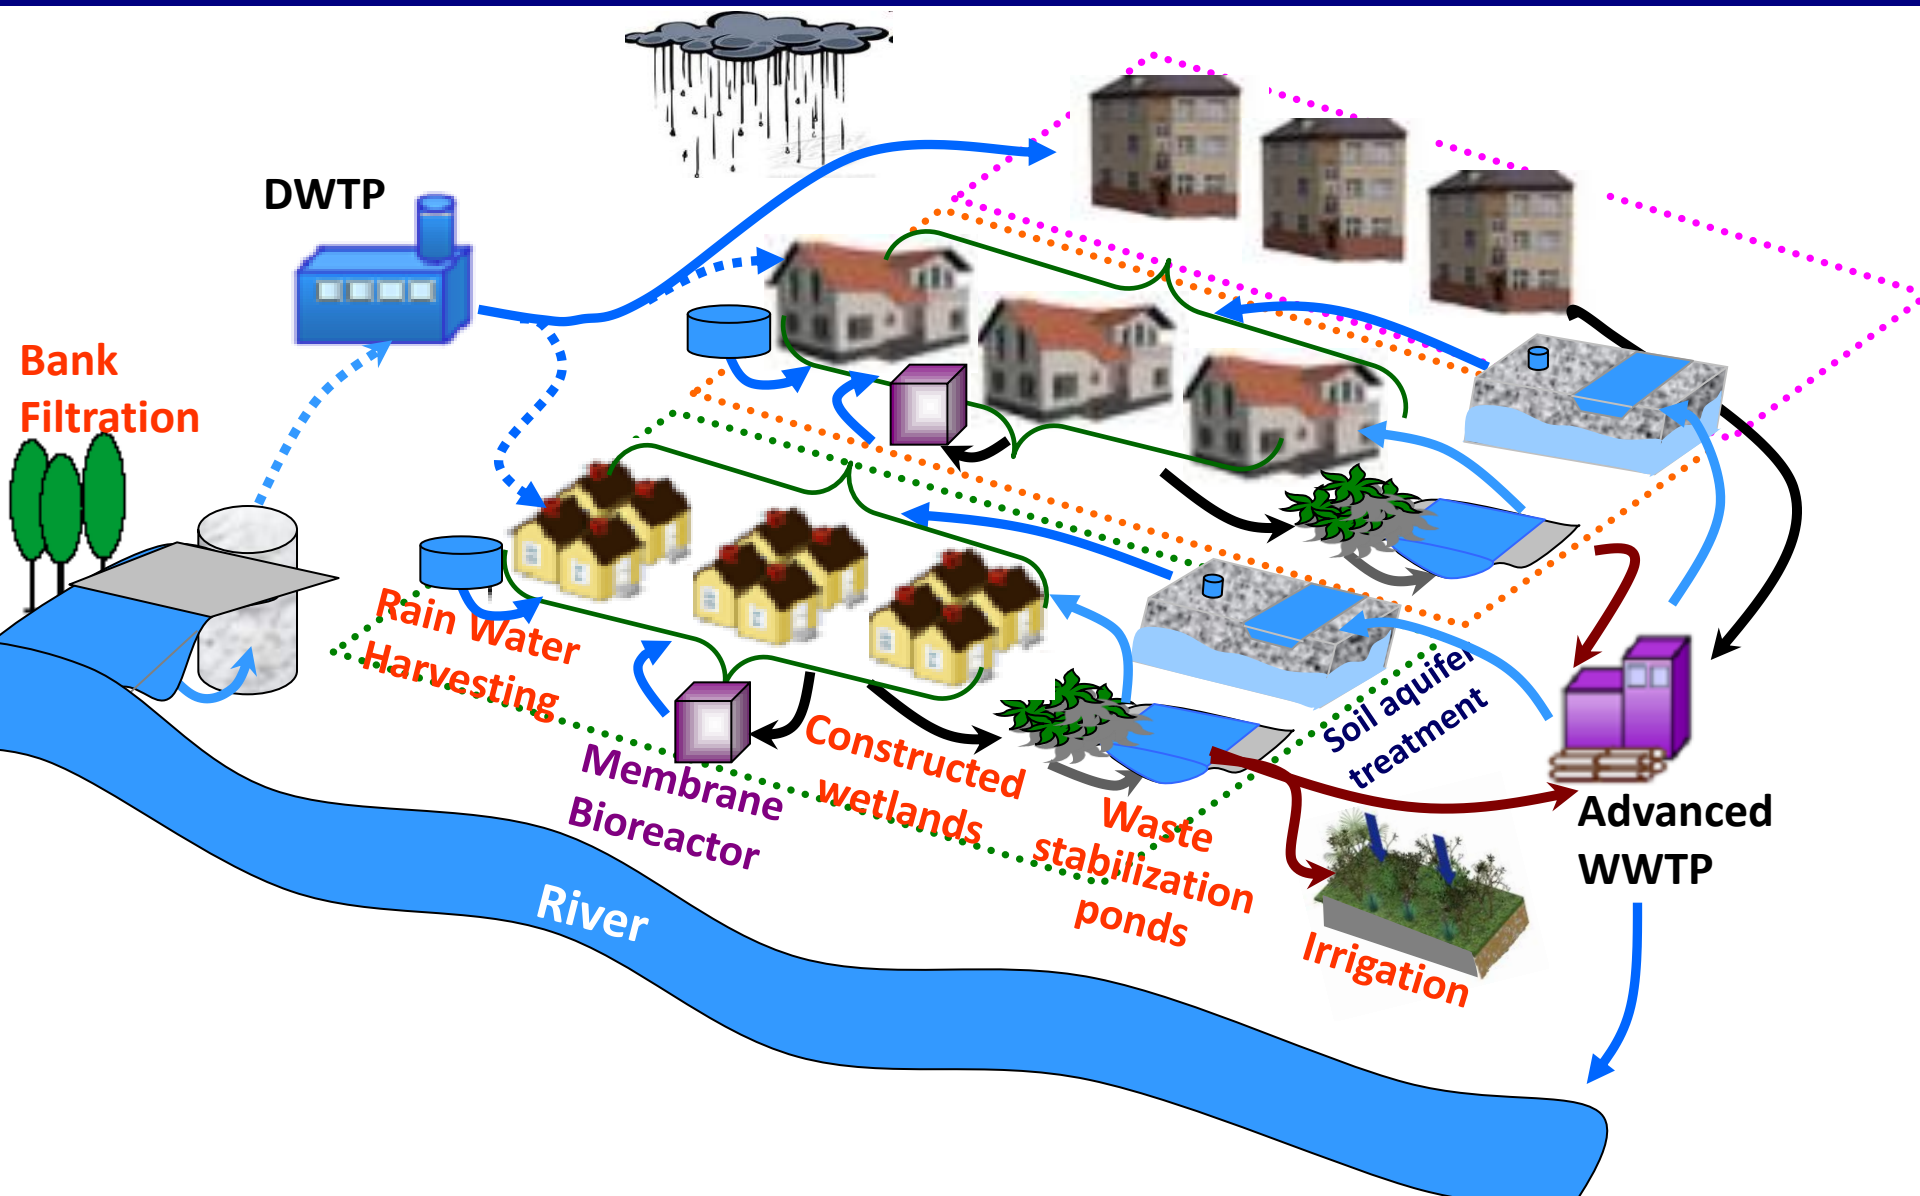 DWTP
Bank
Filtration
Rain Water
Harvesting
Membrane
Bioreactor
Constructed
wetlands
Waste
stabilization
ponds
Soil aquifer
treatment
Advanced
WWTP
Irrigation
River